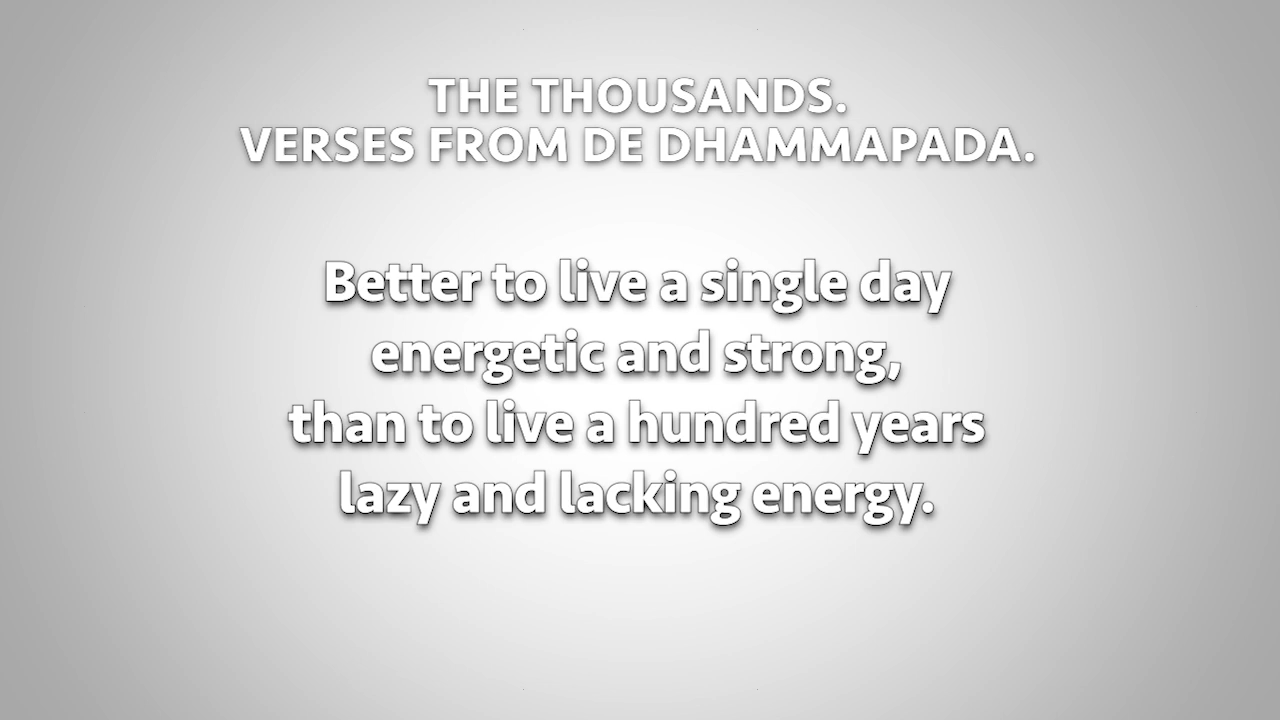 THE THOUSANDS.
VERSES FROM DE DHAMMAPADA.
Better to live a single day
energetic and strong,
than to live a hundred years
lazy and lacking energy.